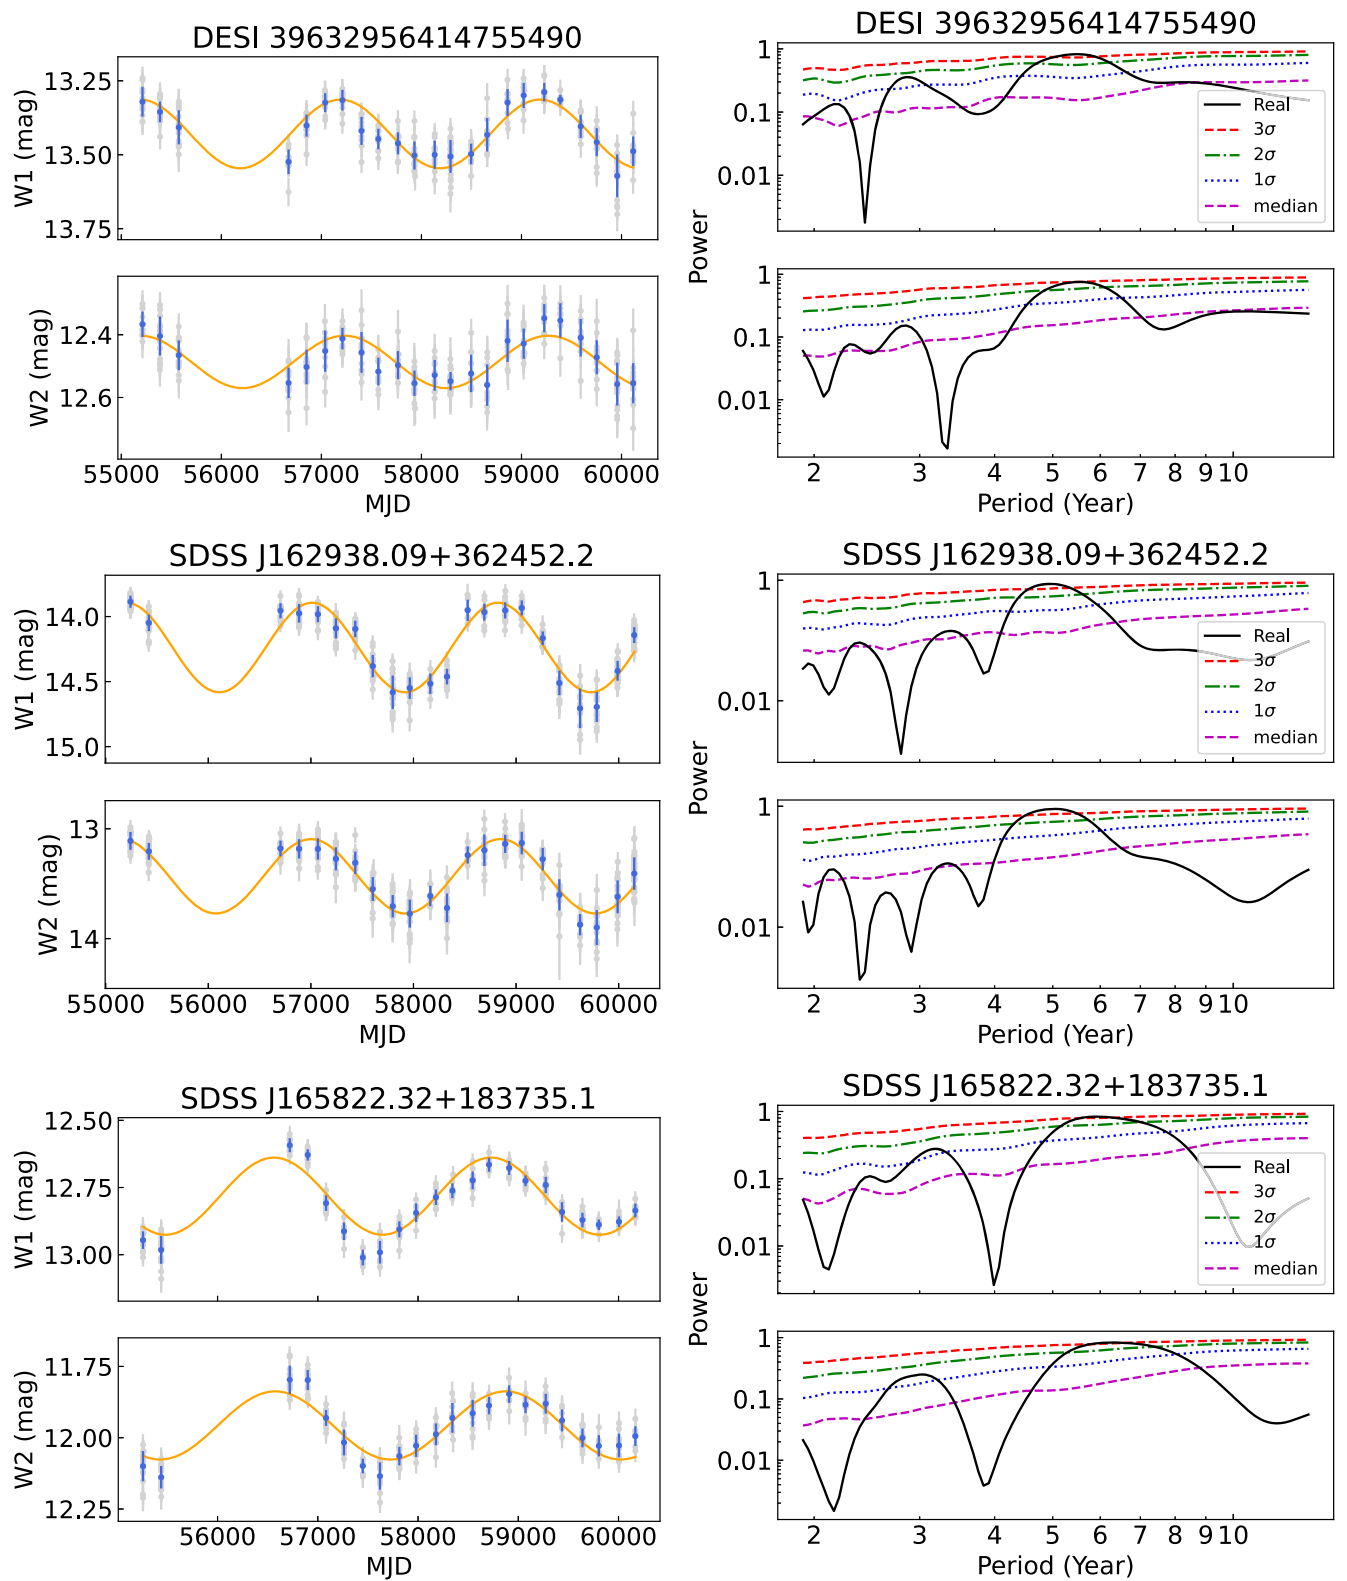 DESI 39632956414755490
13.25
13.50
13.75
W1 (mag)
12.4
12.6
W2 (mag)
55000 56000 57000 58000 59000 60000
MJD
DESI 39632956414755490
1
0.1
0.01
Real
3σ
2σ
1σ
median
Power
1
0.1
0.01
2 3 4 5 6 7 8 9 10
Period (Year)
SDSS J162938.09+362452.2
14.0
14.5
15.0
W1 (mag)
13
14
W2 (mag)
55000 56000 57000 58000 59000 60000
MJD
SDSS J162938.09+362452.2
1
0.01
Real
3σ
2σ
1σ
median
Power
1
0.01
2 3 4 5 6 7 8 9 10
Period (Year)
SDSS J165822.32+183735.1
12.50
12.75
13.00
W1 (mag)
11.75
12.00
12.25
W2 (mag)
56000 57000 58000 59000 60000
MJD
SDSS J165822.32+183735.1
1
0.1
0.01
Real
3σ
2σ
1σ
median
Power
1
0.1
0.01
2 3 4 5 6 7 8 9 10
Period (Year)